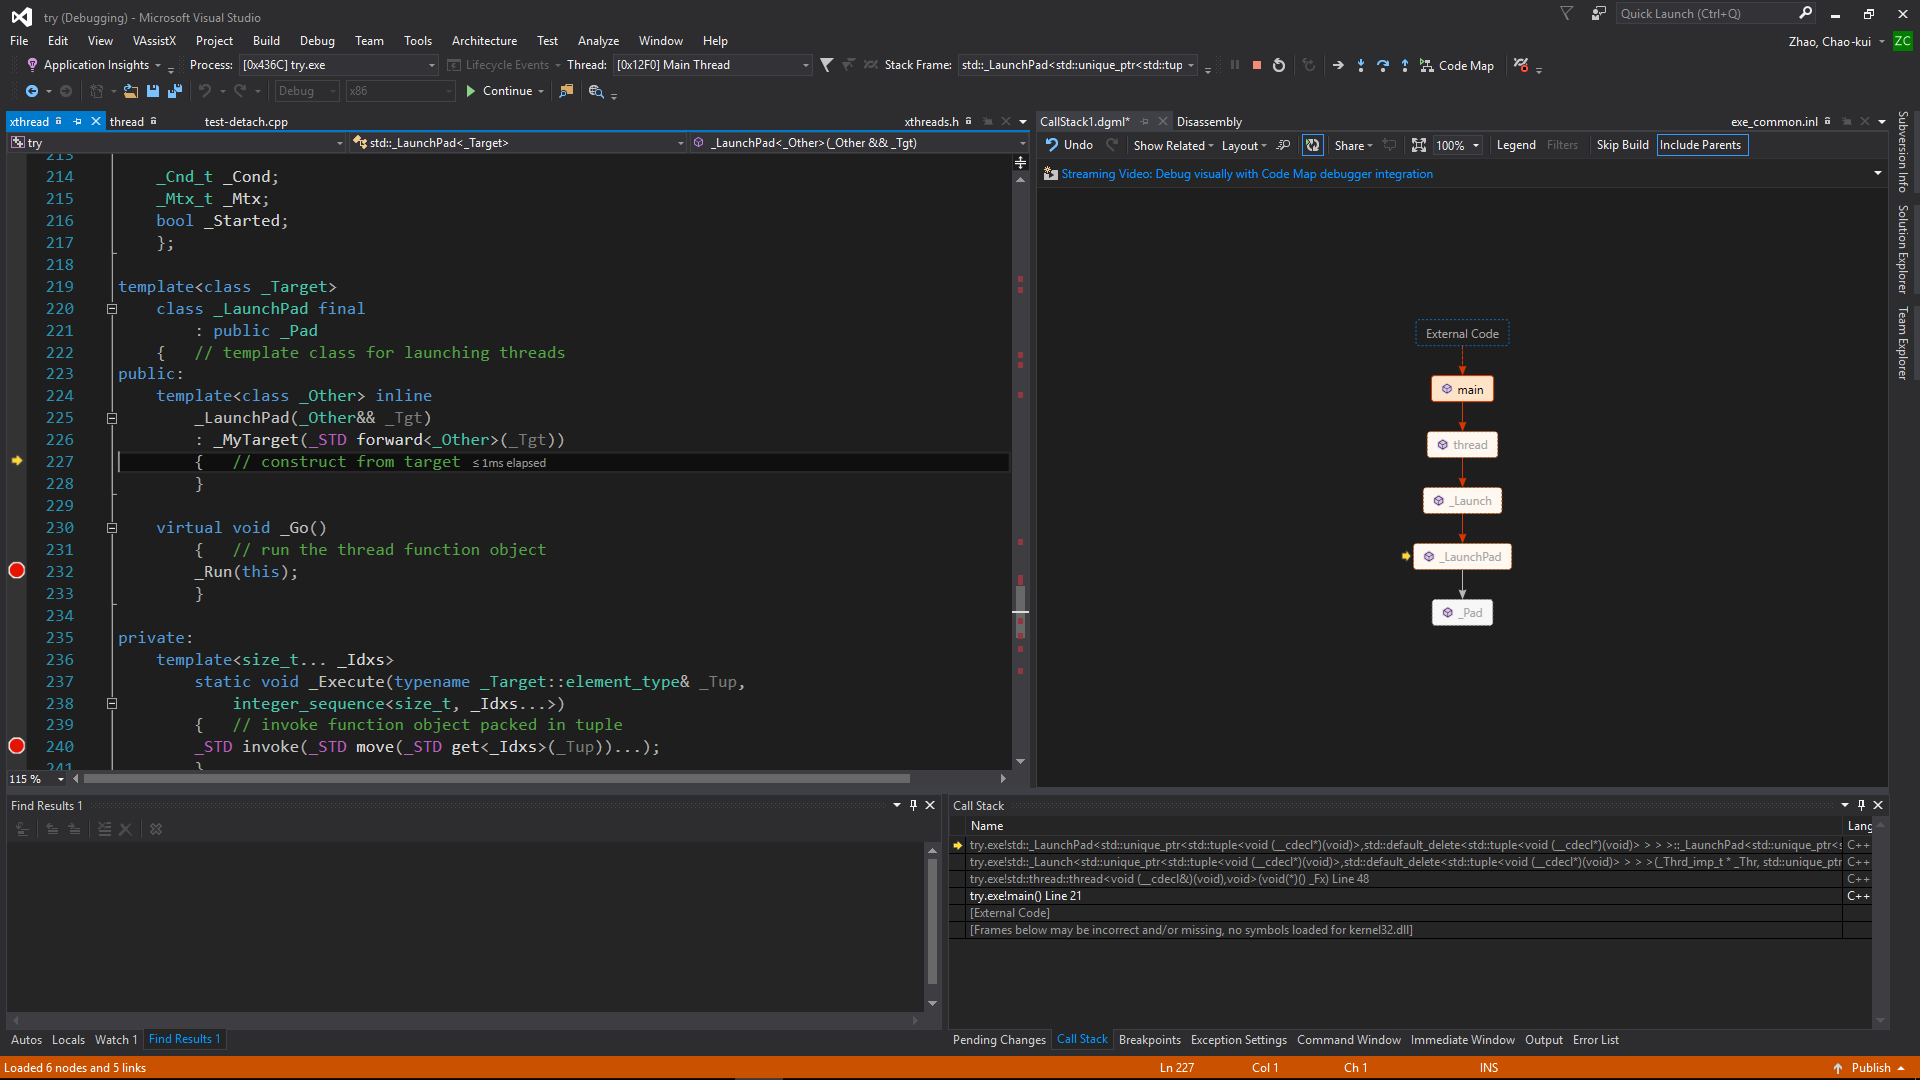 try (Debugging) - Microsoft Visual Studio
Quick Launch (Ctrl+Q)
File Edit View VAssistX Project Build Debug Team Tools Architecture Test Analyze Window Help
Zhao, Chao-kui ZC
Application Insights Process: [0x436C] try.exe Lifecycle Events Thread: [0x12F0] Main Thread Stack Frame: std::_LaunchPad<std::unique_ptr<std::tup Code Map
Debug x86 Continue
xthread thread test-detach.cpp xthreads.h
try std::_LaunchPad<_Target> _LaunchPad<_Other>(_Other && _Tgt)
213
214 _Cnd_t _Cond;
215 _Mtx_t _Mtx;
216 bool _Started;
217 };
218
219 template<class _Target>
220 class _LaunchPad final
221 : public _Pad
222 { // template class for launching threads
223 public:
224 template<class _Other> inline
225 _LaunchPad(_Other&& _Tgt)
226 : _MyTarget(_STD forward<_Other>(_Tgt))
227 { // construct from target ≤ 1ms elapsed
228 }
229
230 virtual void _Go()
231 { // run the thread function object
232 _Run(this);
233 }
234
235 private:
236 template<size_t... _Idxs>
237 static void _Execute(typename _Target::element_type& _Tup,
238 integer_sequence<size_t, _Idxs...>)
239 { // invoke function object packed in tuple
240 _STD invoke(_STD move(_STD get<_Idxs>(_Tup))...);
241 }
115 %
CallStack1.dgml* Disassembly exe_common.inl
Undo Show Related Layout Share 100% Legend Filters Skip Build Include Parents
Streaming Video: Debug visually with Code Map debugger integration
External Code
main
thread
_Launch
_LaunchPad
_Pad
Subversion Info
Solution Explorer
Team Explorer
Find Results 1
Autos Locals Watch 1 Find Results 1
Call Stack
Name Lang
try.exe!std::_LaunchPad<std::unique_ptr<std::tuple<void (__cdecl*)(void)>,std::default_delete<std::tuple<void (__cdecl*)(void)> > > >::_LaunchPad<std::unique_ptr<s C++
try.exe!std::_Launch<std::unique_ptr<std::tuple<void (__cdecl*)(void)>,std::default_delete<std::tuple<void (__cdecl*)(void)> > > >(_Thrd_imp_t * _Thr, std::unique_ptr C++
try.exe!std::thread::thread<void (__cdecl&)(void),void>(void(*)() _Fx) Line 48 C++
try.exe!main() Line 21 C++
[External Code]
[Frames below may be incorrect and/or missing, no symbols loaded for kernel32.dll]
Pending Changes Call Stack Breakpoints Exception Settings Command Window Immediate Window Output Error List
Loaded 6 nodes and 5 links Ln 227 Col 1 Ch 1 INS Publish